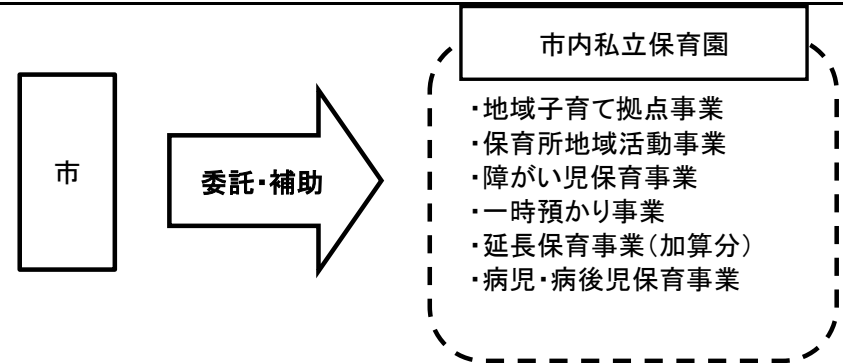 市
委託・補助
市内私立保育園
・地域子育て拠点事業
・保育所地域活動事業
・障がい児保育事業
・一時預かり事業
・延長保育事業(加算分)
・病児・病後児保育事業